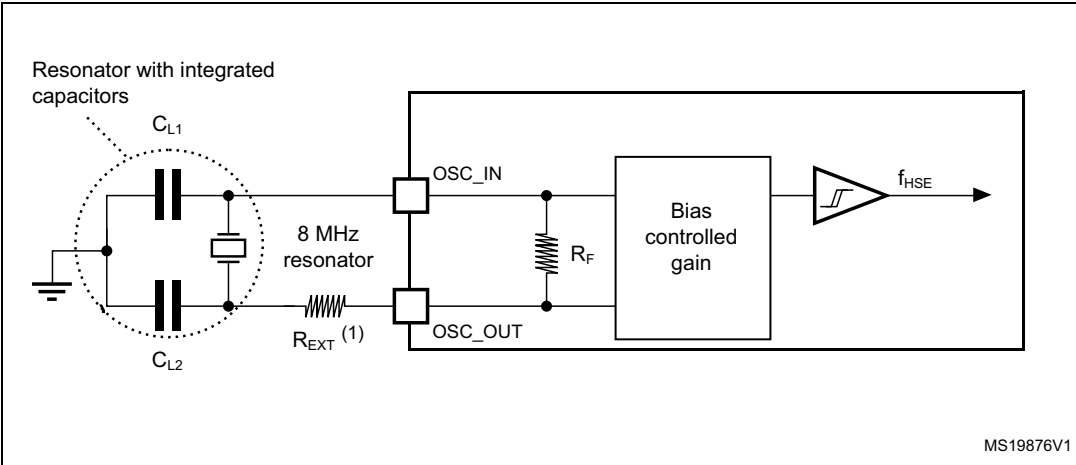 Resonator with integrated
capacitors
CL1
OSC_IN
fHSE
8 MHz
resonator
RF
Bias
controlled
gain
REXT (1)
OSC_OUT
CL2
MS19876V1